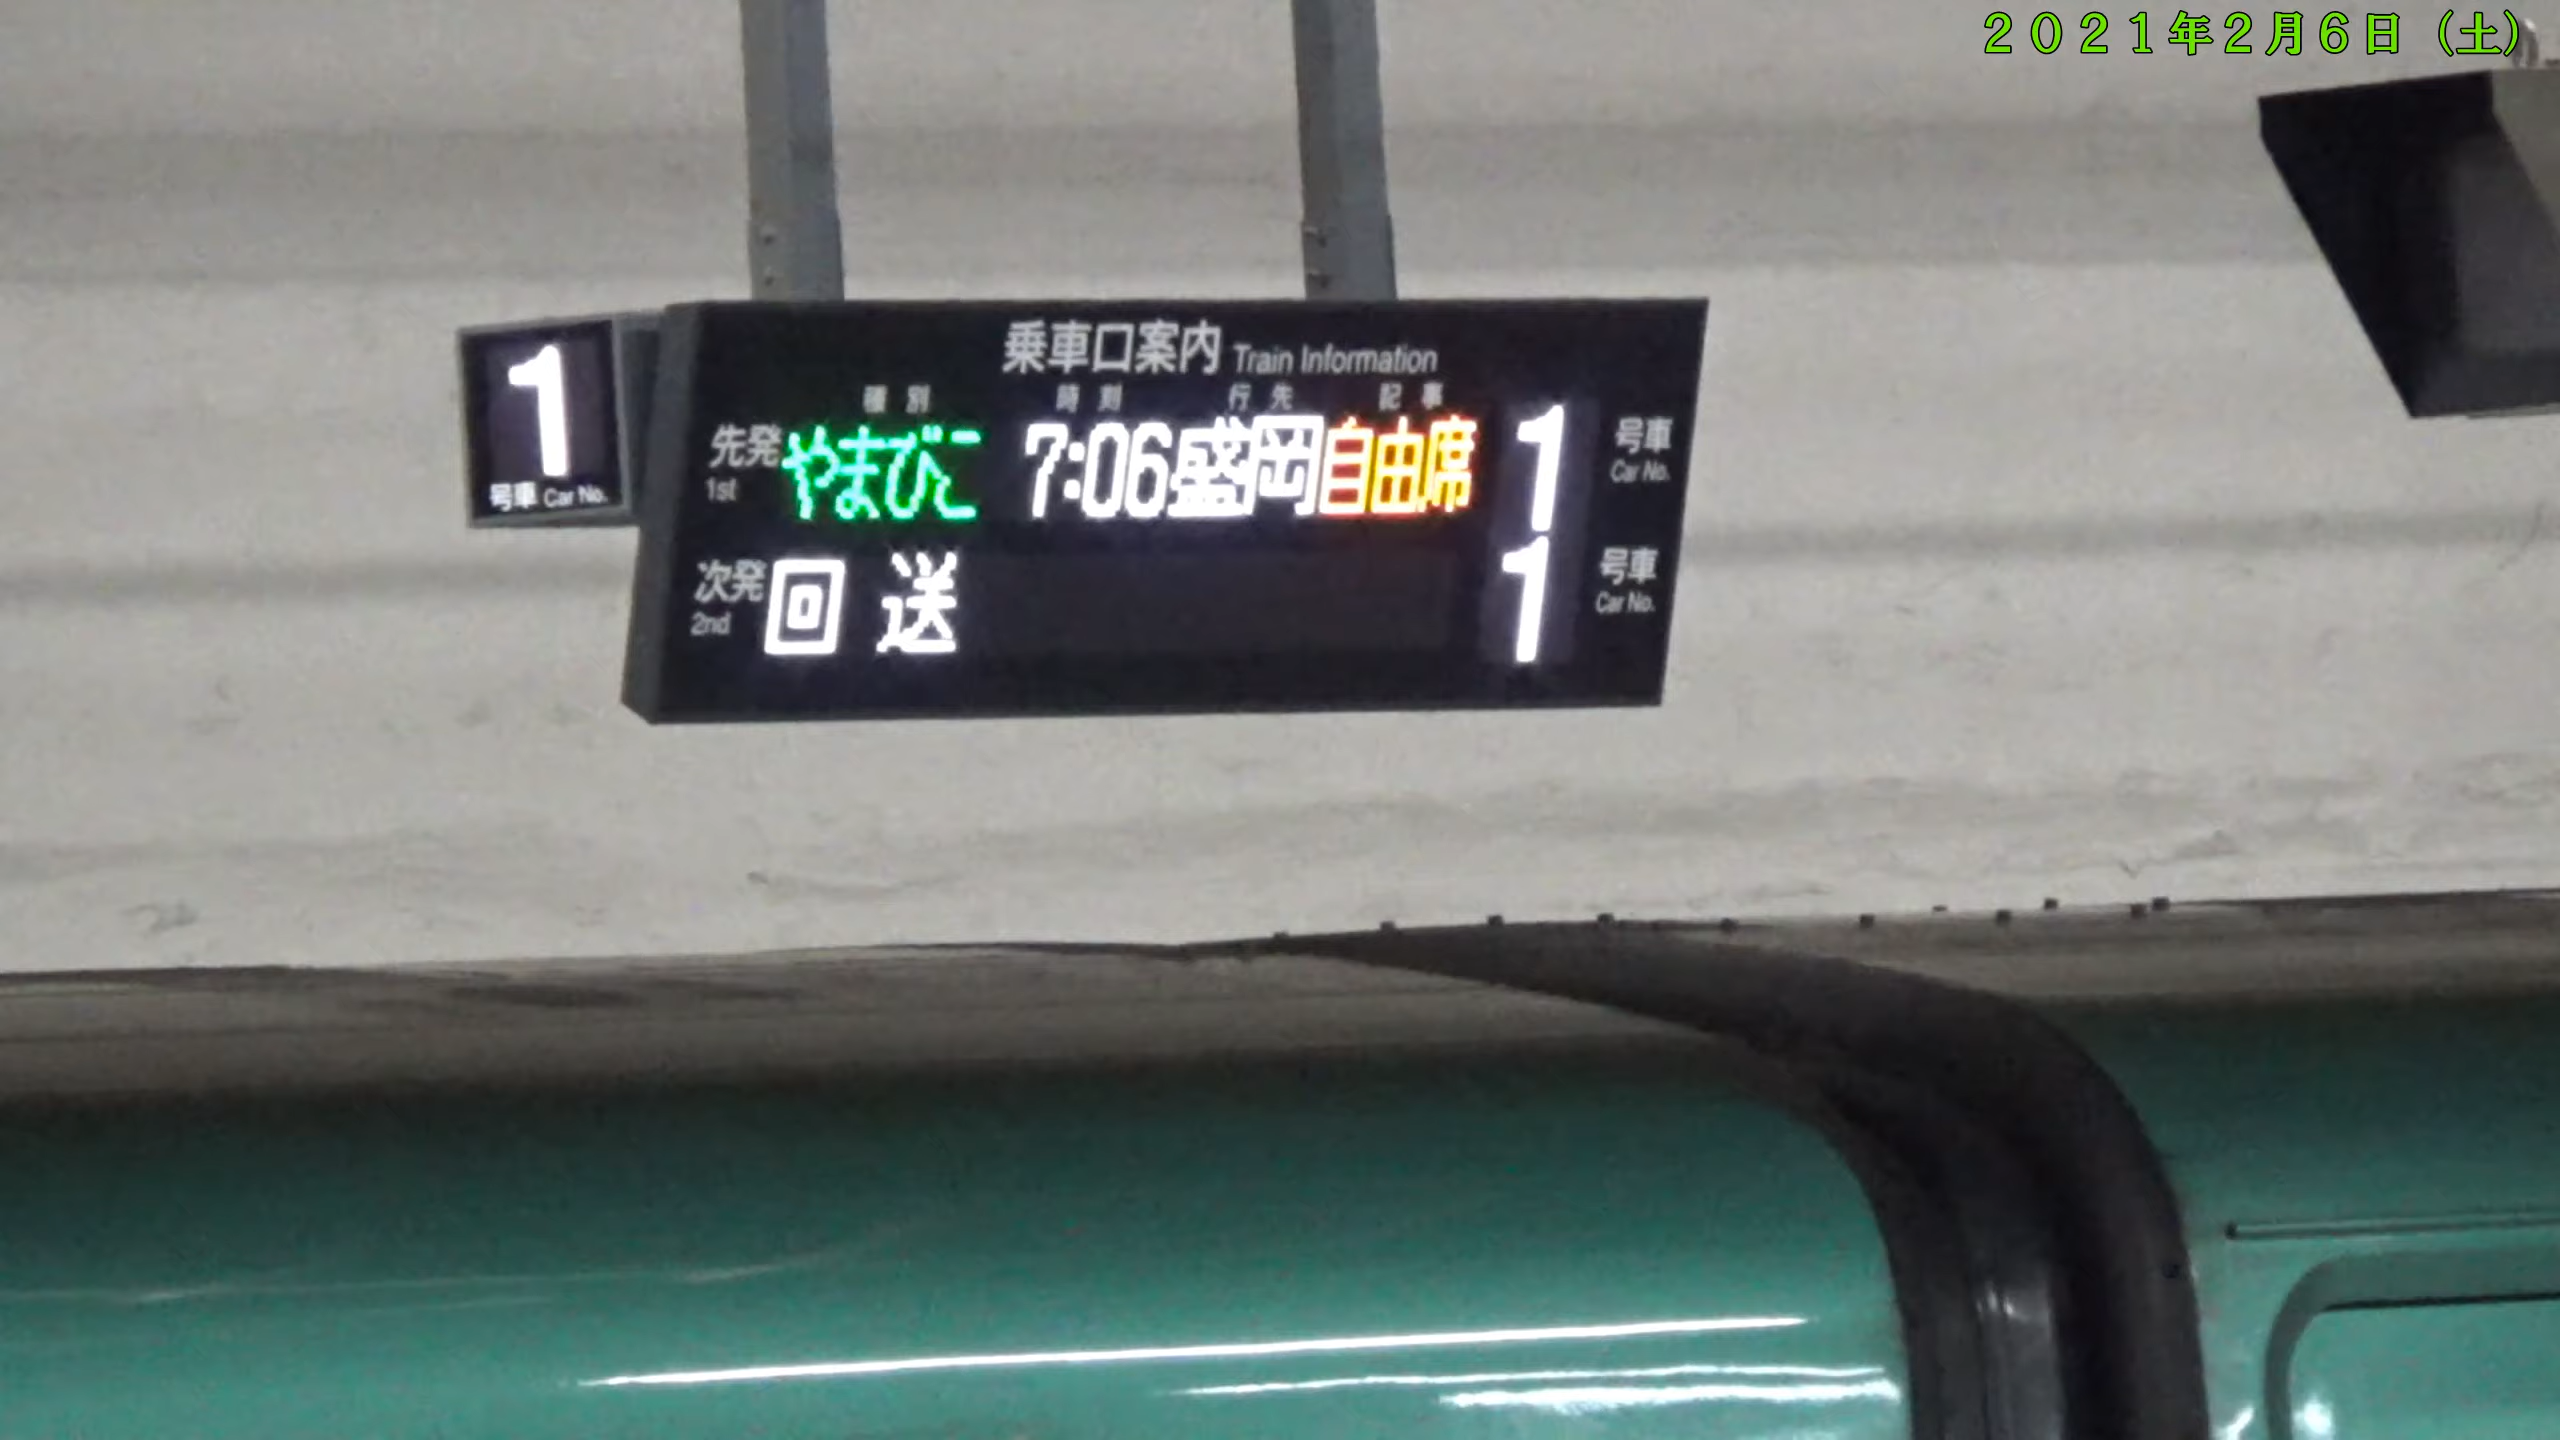 2021年2月6日(土)
1
号車 Car No.
乗車口案内 Train Information
種別 時刻 行先 記事
先発 やまびこ 7:06 盛岡 自由席 1 号車
1st Car No.
次発 回送 1 号車
2nd Car No.